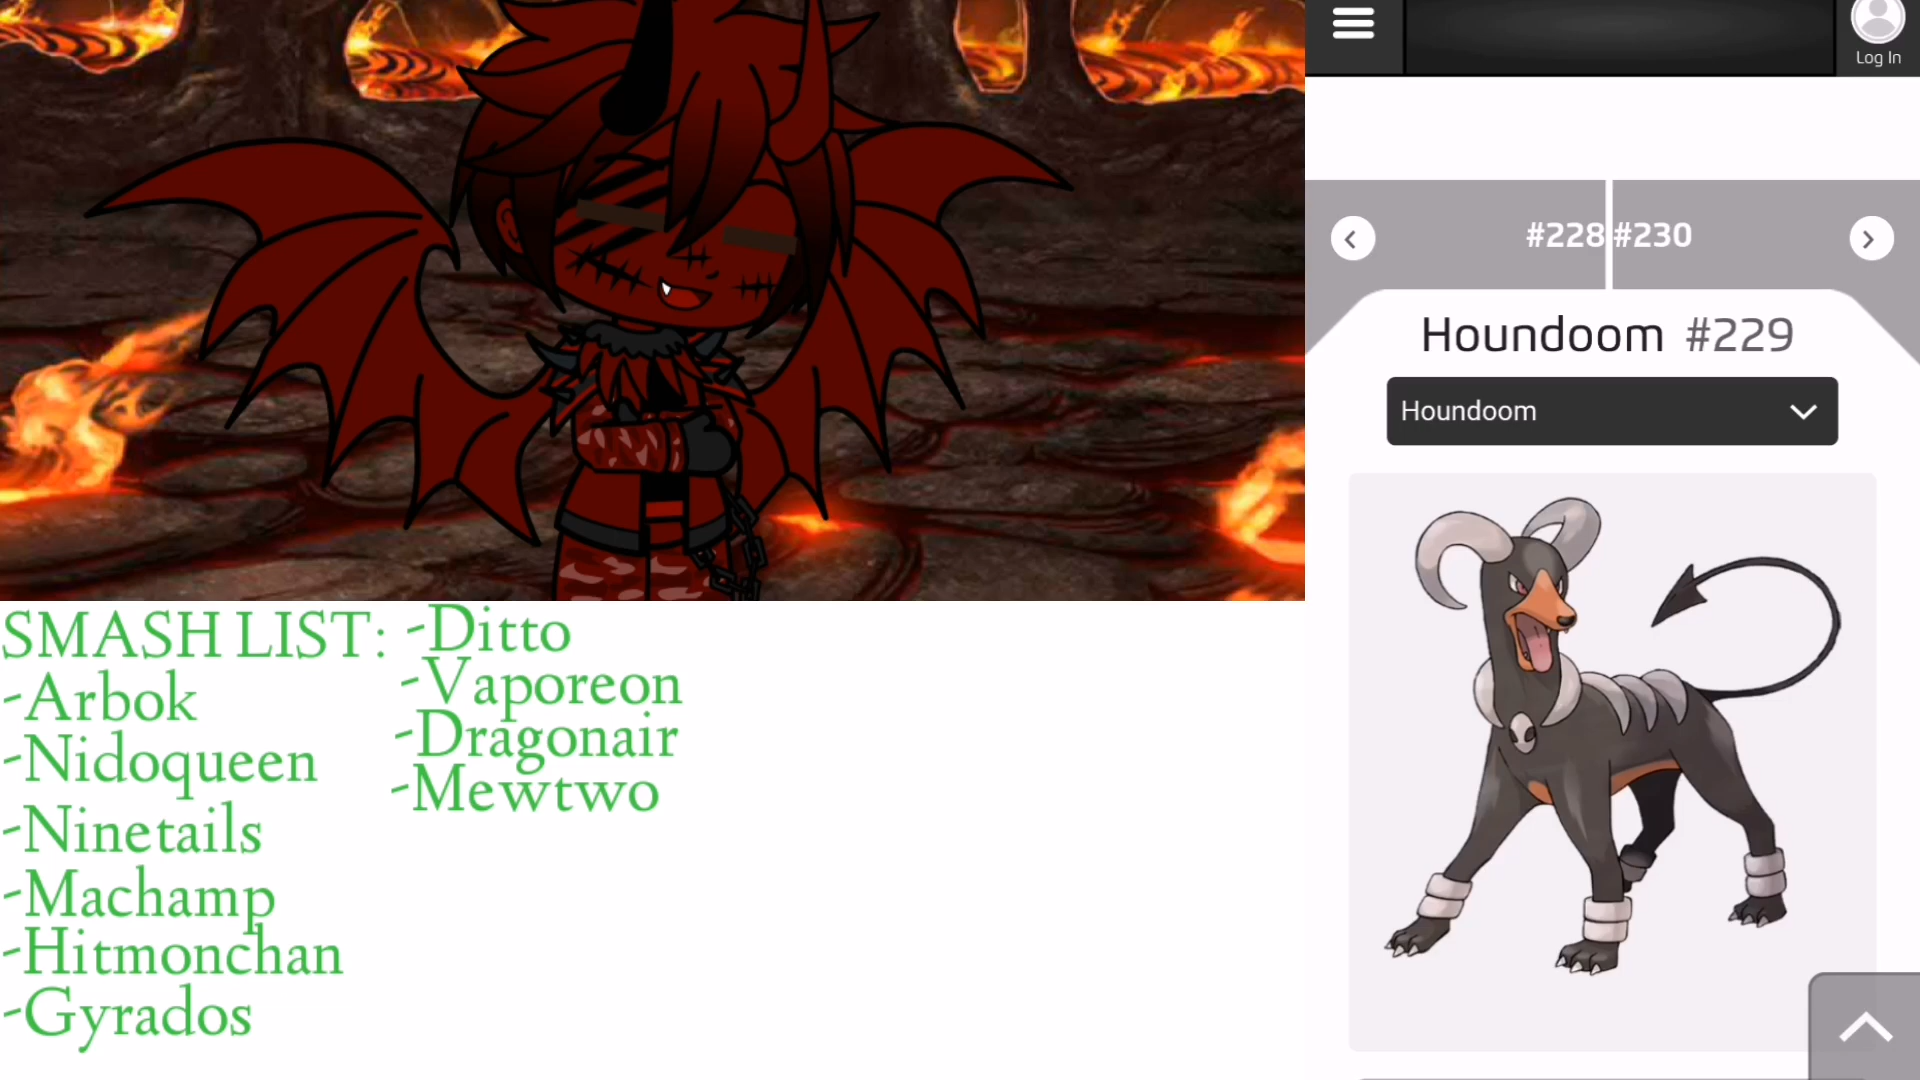 SMASH LIST:
-Arbok
-Nidoqueen
-Ninetails
-Machamp
-Hitmonchan
-Gyrados
-Ditto
-Vaporeon
-Dragonair
-Mewtwo
Log In
#228 #230
Houndoom #229
Houndoom